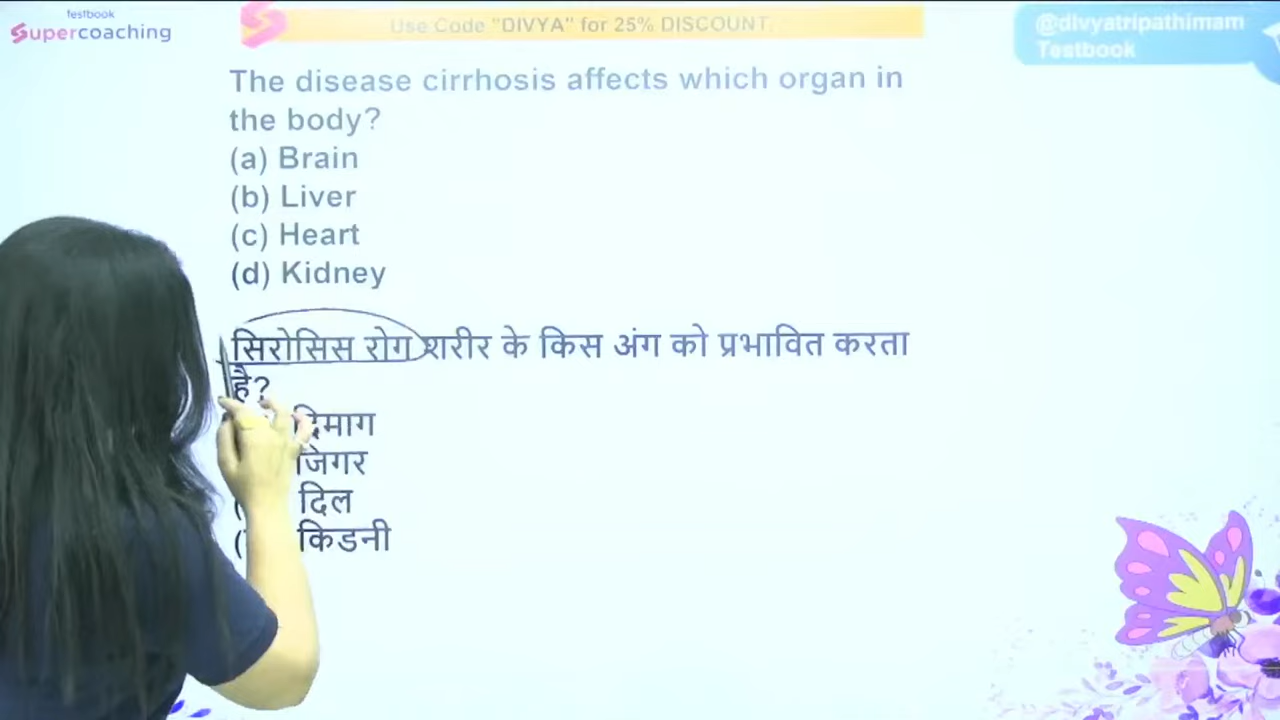 testbook
Supercoaching
Use Code "DIVYA" for 25% DISCOUNT.
@divyatripathimam
Testbook
The disease cirrhosis affects which organ in
the body?
(a) Brain
(b) Liver
(c) Heart
(d) Kidney
सिरोसिस रोग शरीर के किस अंग को प्रभावित करता
है?
दिमाग
जिगर
दिल
किडनी